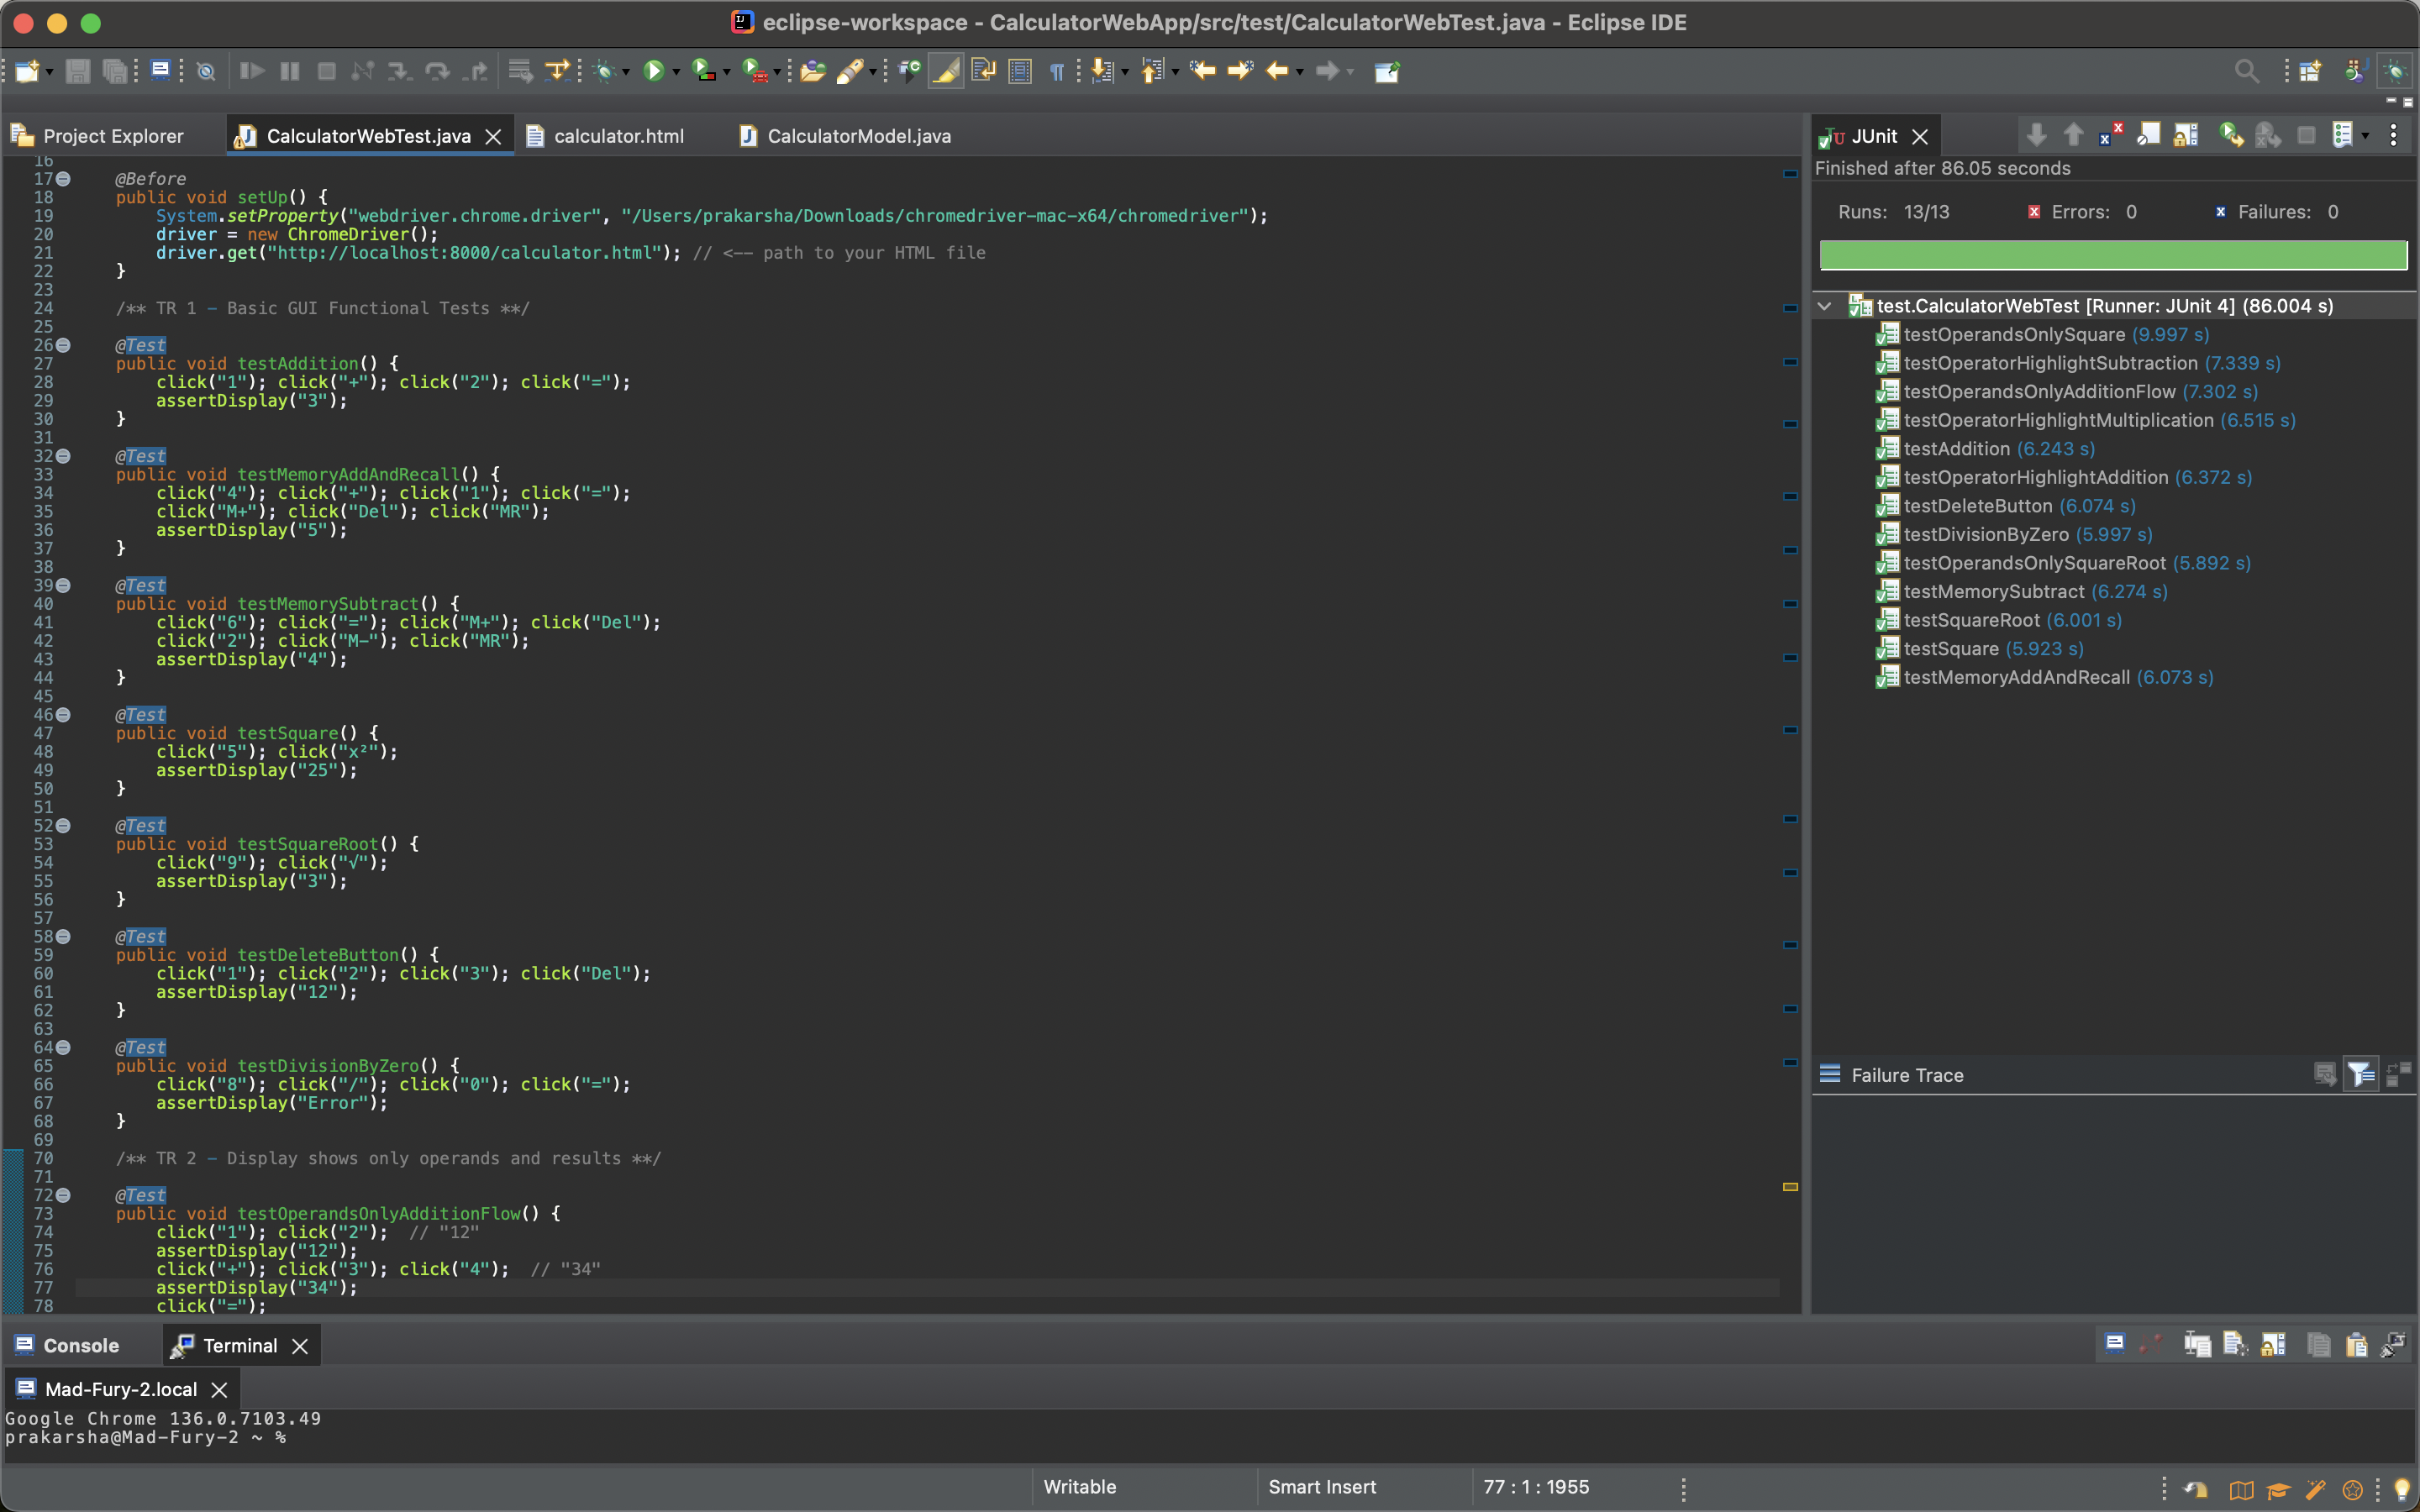 eclipse-workspace - CalculatorWebApp/src/test/CalculatorWebTest.java - Eclipse IDE
Project Explorer
CalculatorWebTest.java
calculator.html
CalculatorModel.java
16
17 @Before
18 public void setUp() {
19 System.setProperty("webdriver.chrome.driver", "/Users/prakarsha/Downloads/chromedriver-mac-x64/chromedriver");
20 driver = new ChromeDriver();
21 driver.get("http://localhost:8000/calculator.html"); // <-- path to your HTML file
22 }
23
24 /** TR 1 – Basic GUI Functional Tests **/
25
26 @Test
27 public void testAddition() {
28 click("1"); click("+"); click("2"); click("=");
29 assertDisplay("3");
30 }
31
32 @Test
33 public void testMemoryAddAndRecall() {
34 click("4"); click("+"); click("1"); click("=");
35 click("M+"); click("Del"); click("MR");
36 assertDisplay("5");
37 }
38
39 @Test
40 public void testMemorySubtract() {
41 click("6"); click("="); click("M+"); click("Del");
42 click("2"); click("M-"); click("MR");
43 assertDisplay("4");
44 }
45
46 @Test
47 public void testSquare() {
48 click("5"); click("x²");
49 assertDisplay("25");
50 }
51
52 @Test
53 public void testSquareRoot() {
54 click("9"); click("√");
55 assertDisplay("3");
56 }
57
58 @Test
59 public void testDeleteButton() {
60 click("1"); click("2"); click("3"); click("Del");
61 assertDisplay("12");
62 }
63
64 @Test
65 public void testDivisionByZero() {
66 click("8"); click("/"); click("0"); click("=");
67 assertDisplay("Error");
68 }
69
70 /** TR 2 – Display shows only operands and results **/
71
72 @Test
73 public void testOperandsOnlyAdditionFlow() {
74 click("1"); click("2"); // "12"
75 assertDisplay("12");
76 click("+"); click("3"); click("4"); // "34"
77 assertDisplay("34");
78 click("=");
JUnit
Finished after 86.05 seconds
Runs: 13/13 Errors: 0 Failures: 0
test.CalculatorWebTest [Runner: JUnit 4] (86.004 s)
testOperandsOnlySquare (9.997 s)
testOperatorHighlightSubtraction (7.339 s)
testOperandsOnlyAdditionFlow (7.302 s)
testOperatorHighlightMultiplication (6.515 s)
testAddition (6.243 s)
testOperatorHighlightAddition (6.372 s)
testDeleteButton (6.074 s)
testDivisionByZero (5.997 s)
testOperandsOnlySquareRoot (5.892 s)
testMemorySubtract (6.274 s)
testSquareRoot (6.001 s)
testSquare (5.923 s)
testMemoryAddAndRecall (6.073 s)
Failure Trace
Console
Terminal
Mad-Fury-2.local
Google Chrome 136.0.7103.49
prakarsha@Mad-Fury-2 ~ %
Writable
Smart Insert
77 : 1 : 1955